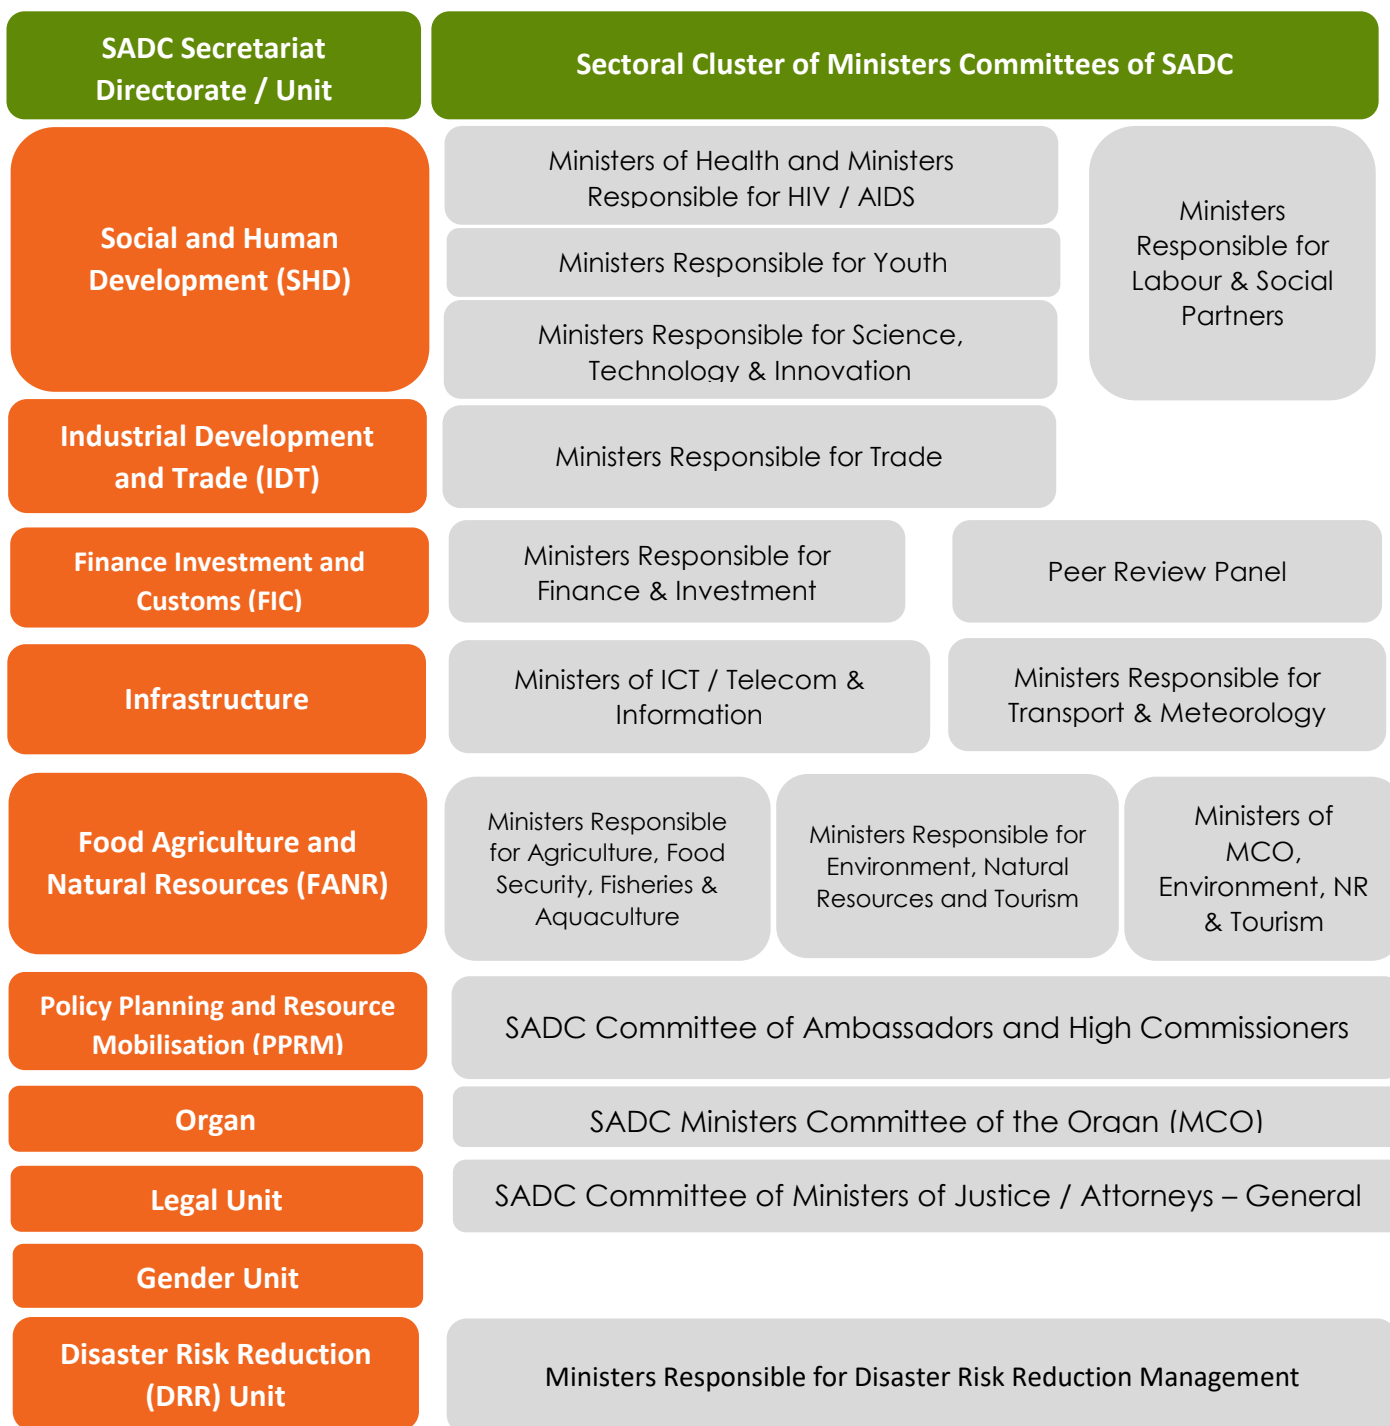 SADC Secretariat
Directorate / Unit
Sectoral Cluster of Ministers Committees of SADC
Social and Human
Development (SHD)
Ministers of Health and Ministers
Responsible for HIV / AIDS
Ministers Responsible for Youth
Ministers Responsible for Science,
Technology & Innovation
Ministers
Responsible for
Labour & Social
Partners
Industrial Development
and Trade (IDT)
Ministers Responsible for Trade
Finance Investment and
Customs (FIC)
Ministers Responsible for
Finance & Investment
Peer Review Panel
Infrastructure
Ministers of ICT / Telecom &
Information
Ministers Responsible for
Transport & Meteorology
Food Agriculture and
Natural Resources (FANR)
Ministers Responsible
for Agriculture, Food
Security, Fisheries &
Aquaculture
Ministers Responsible for
Environment, Natural
Resources and Tourism
Ministers of
MCO,
Environment, NR
& Tourism
Policy Planning and Resource
Mobilisation (PPRM)
SADC Committee of Ambassadors and High Commissioners
Organ
SADC Ministers Committee of the Organ (MCO)
Legal Unit
SADC Committee of Ministers of Justice / Attorneys – General
Gender Unit
Disaster Risk Reduction
(DRR) Unit
Ministers Responsible for Disaster Risk Reduction Management